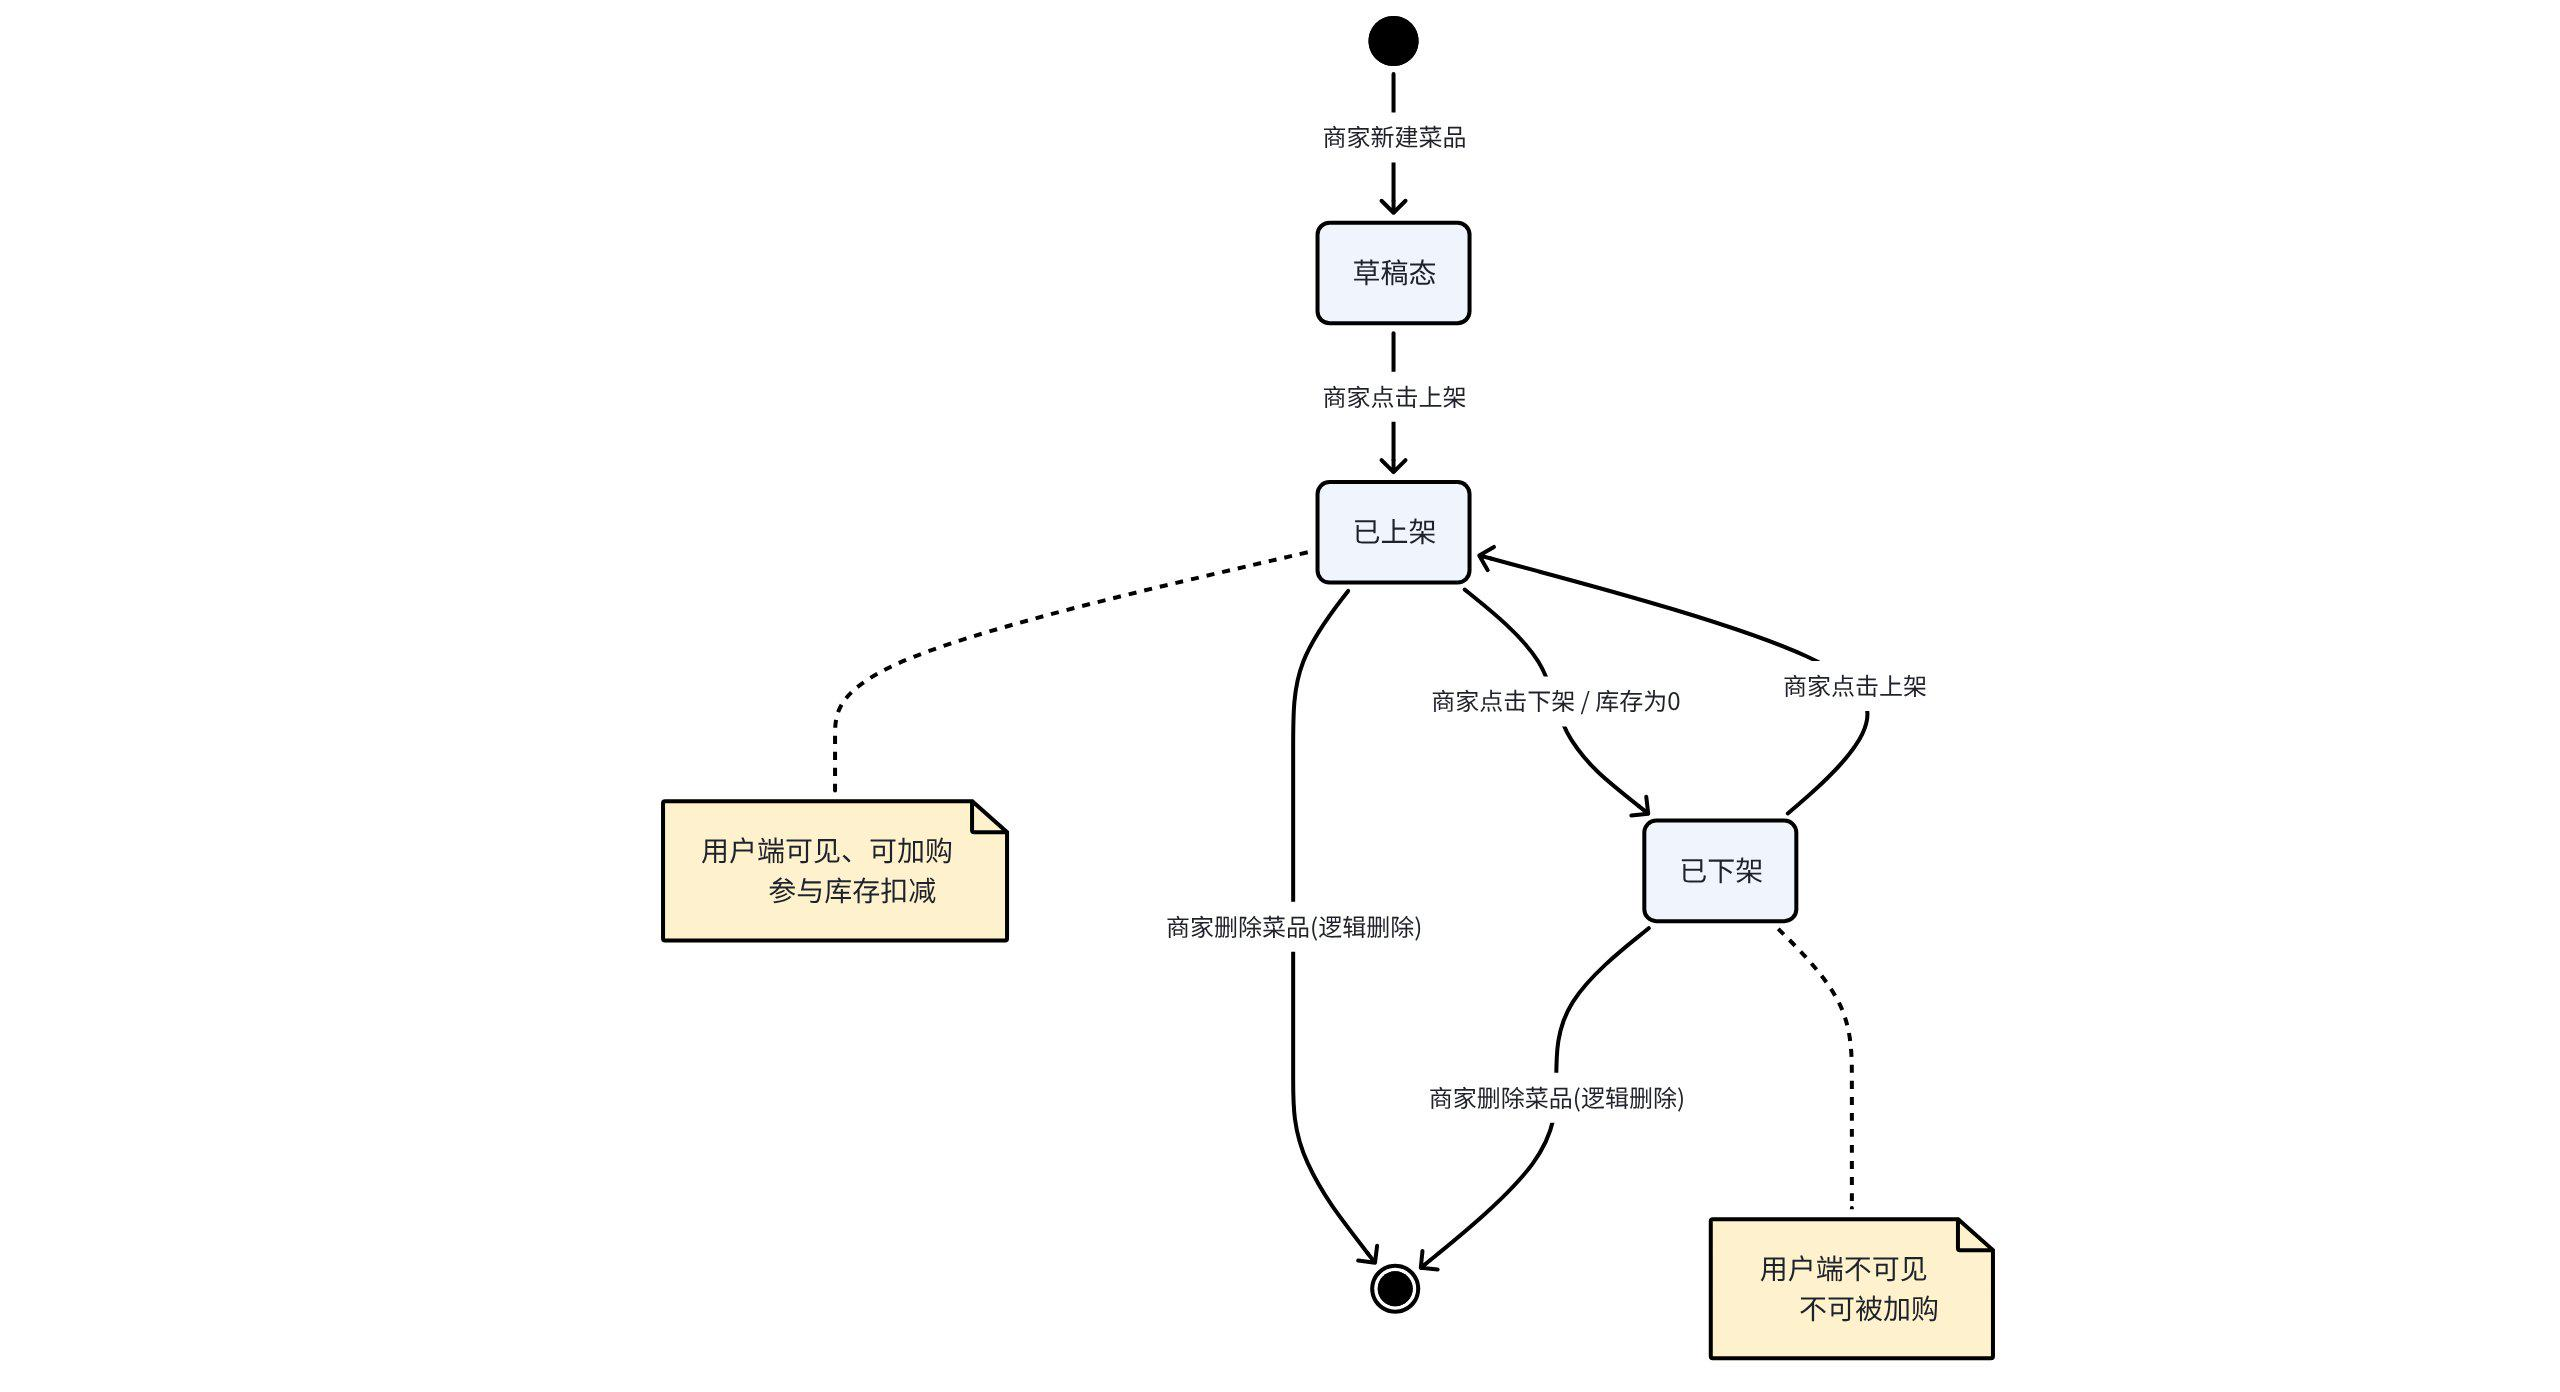 商家新建菜品
草稿态
商家点击上架
已上架
商家点击上架
商家点击下架 / 库存为0
用户端可见、可加购
参与库存扣减
已下架
商家删除菜品(逻辑删除)
商家删除菜品(逻辑删除)
用户端不可见
不可被加购